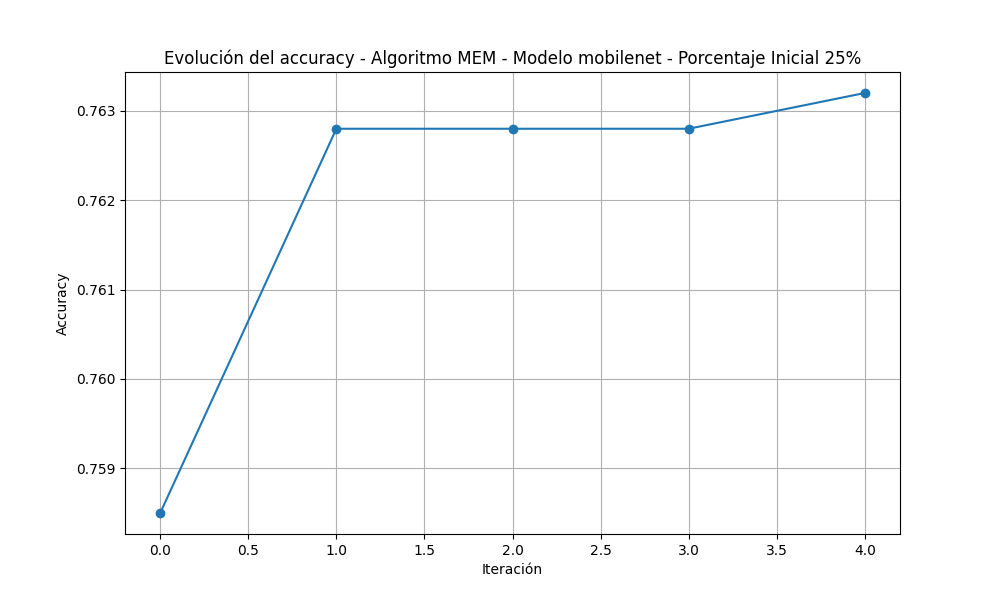 Evolución del accuracy - Algoritmo MEM - Modelo mobilenet - Porcentaje Inicial 25%
0.763
0.762
0.761
0.760
0.759
Accuracy
0.0 0.5 1.0 1.5 2.0 2.5 3.0 3.5 4.0
Iteración